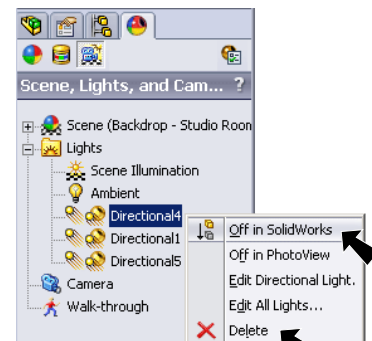 Scene, Lights, and Cam... ?
Scene (Backdrop - Studio Room
Lights
Scene Illumination
Ambient
Directional4
Directional1
Directional5
Camera
Walk-through
Off in SolidWorks
Off in PhotoView
Edit Directional Light.
Edit All Lights...
Delete